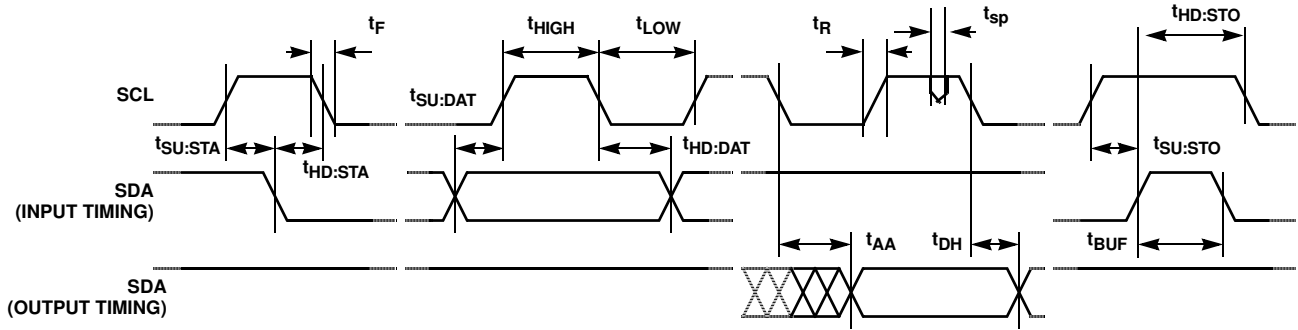 tF
tHIGH
tLOW
tR
tsp
tHD:STO
SCL
tSU:DAT
tSU:STA
tHD:STA
tHD:DAT
tSU:STO
SDA
(INPUT TIMING)
tAA
tDH
tBUF
SDA
(OUTPUT TIMING)